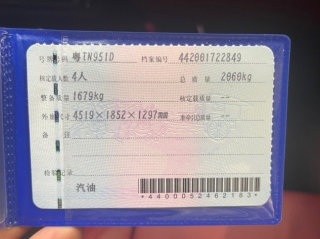 号牌号码 粤TN951D 档案编号 442001722849
核定载人数 4人 总质量 2060kg
整备质量 1679kg 核定载质量 --
外廓尺寸 4519×1852×1297mm 准牵引总质量 --
检验记录
汽油
*4400052462163*